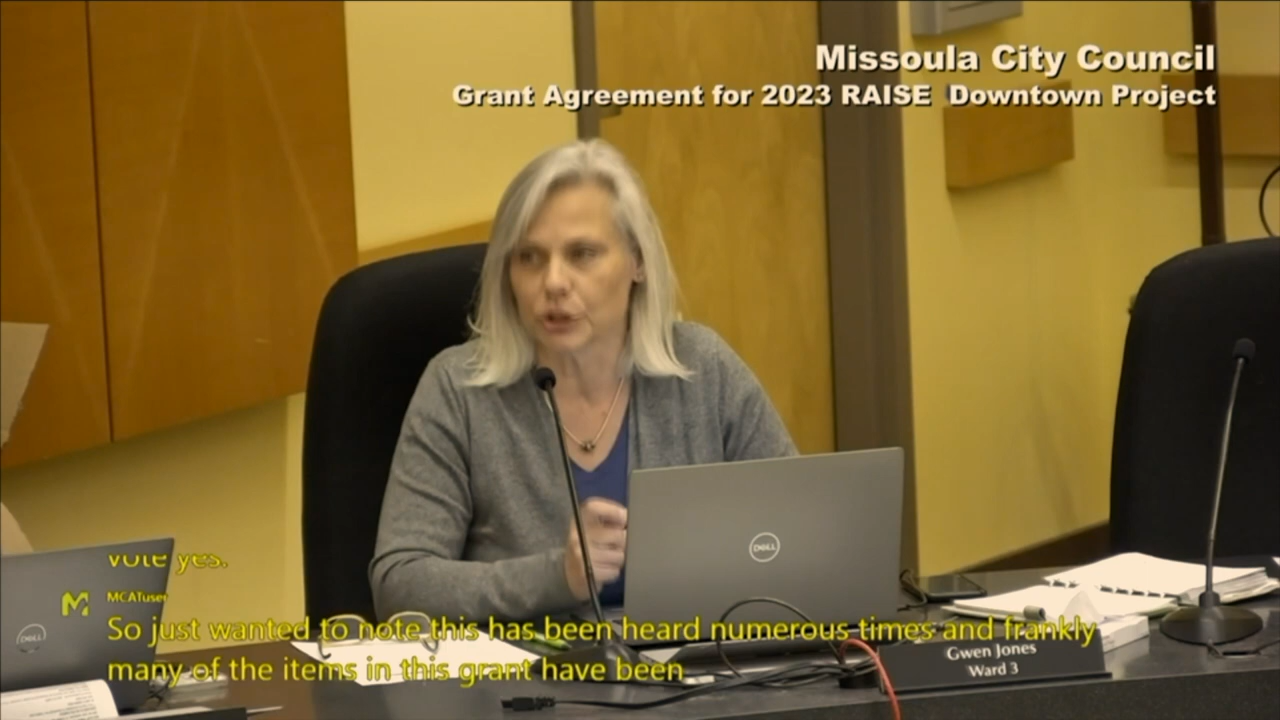 Missoula City Council
Grant Agreement for 2023 RAISE Downtown Project
DELL
vote yes.
MCATuser
DELL
So just wanted to note this has been heard numerous times and frankly
many of the items in this grant have been
Gwen Jones
Ward 3